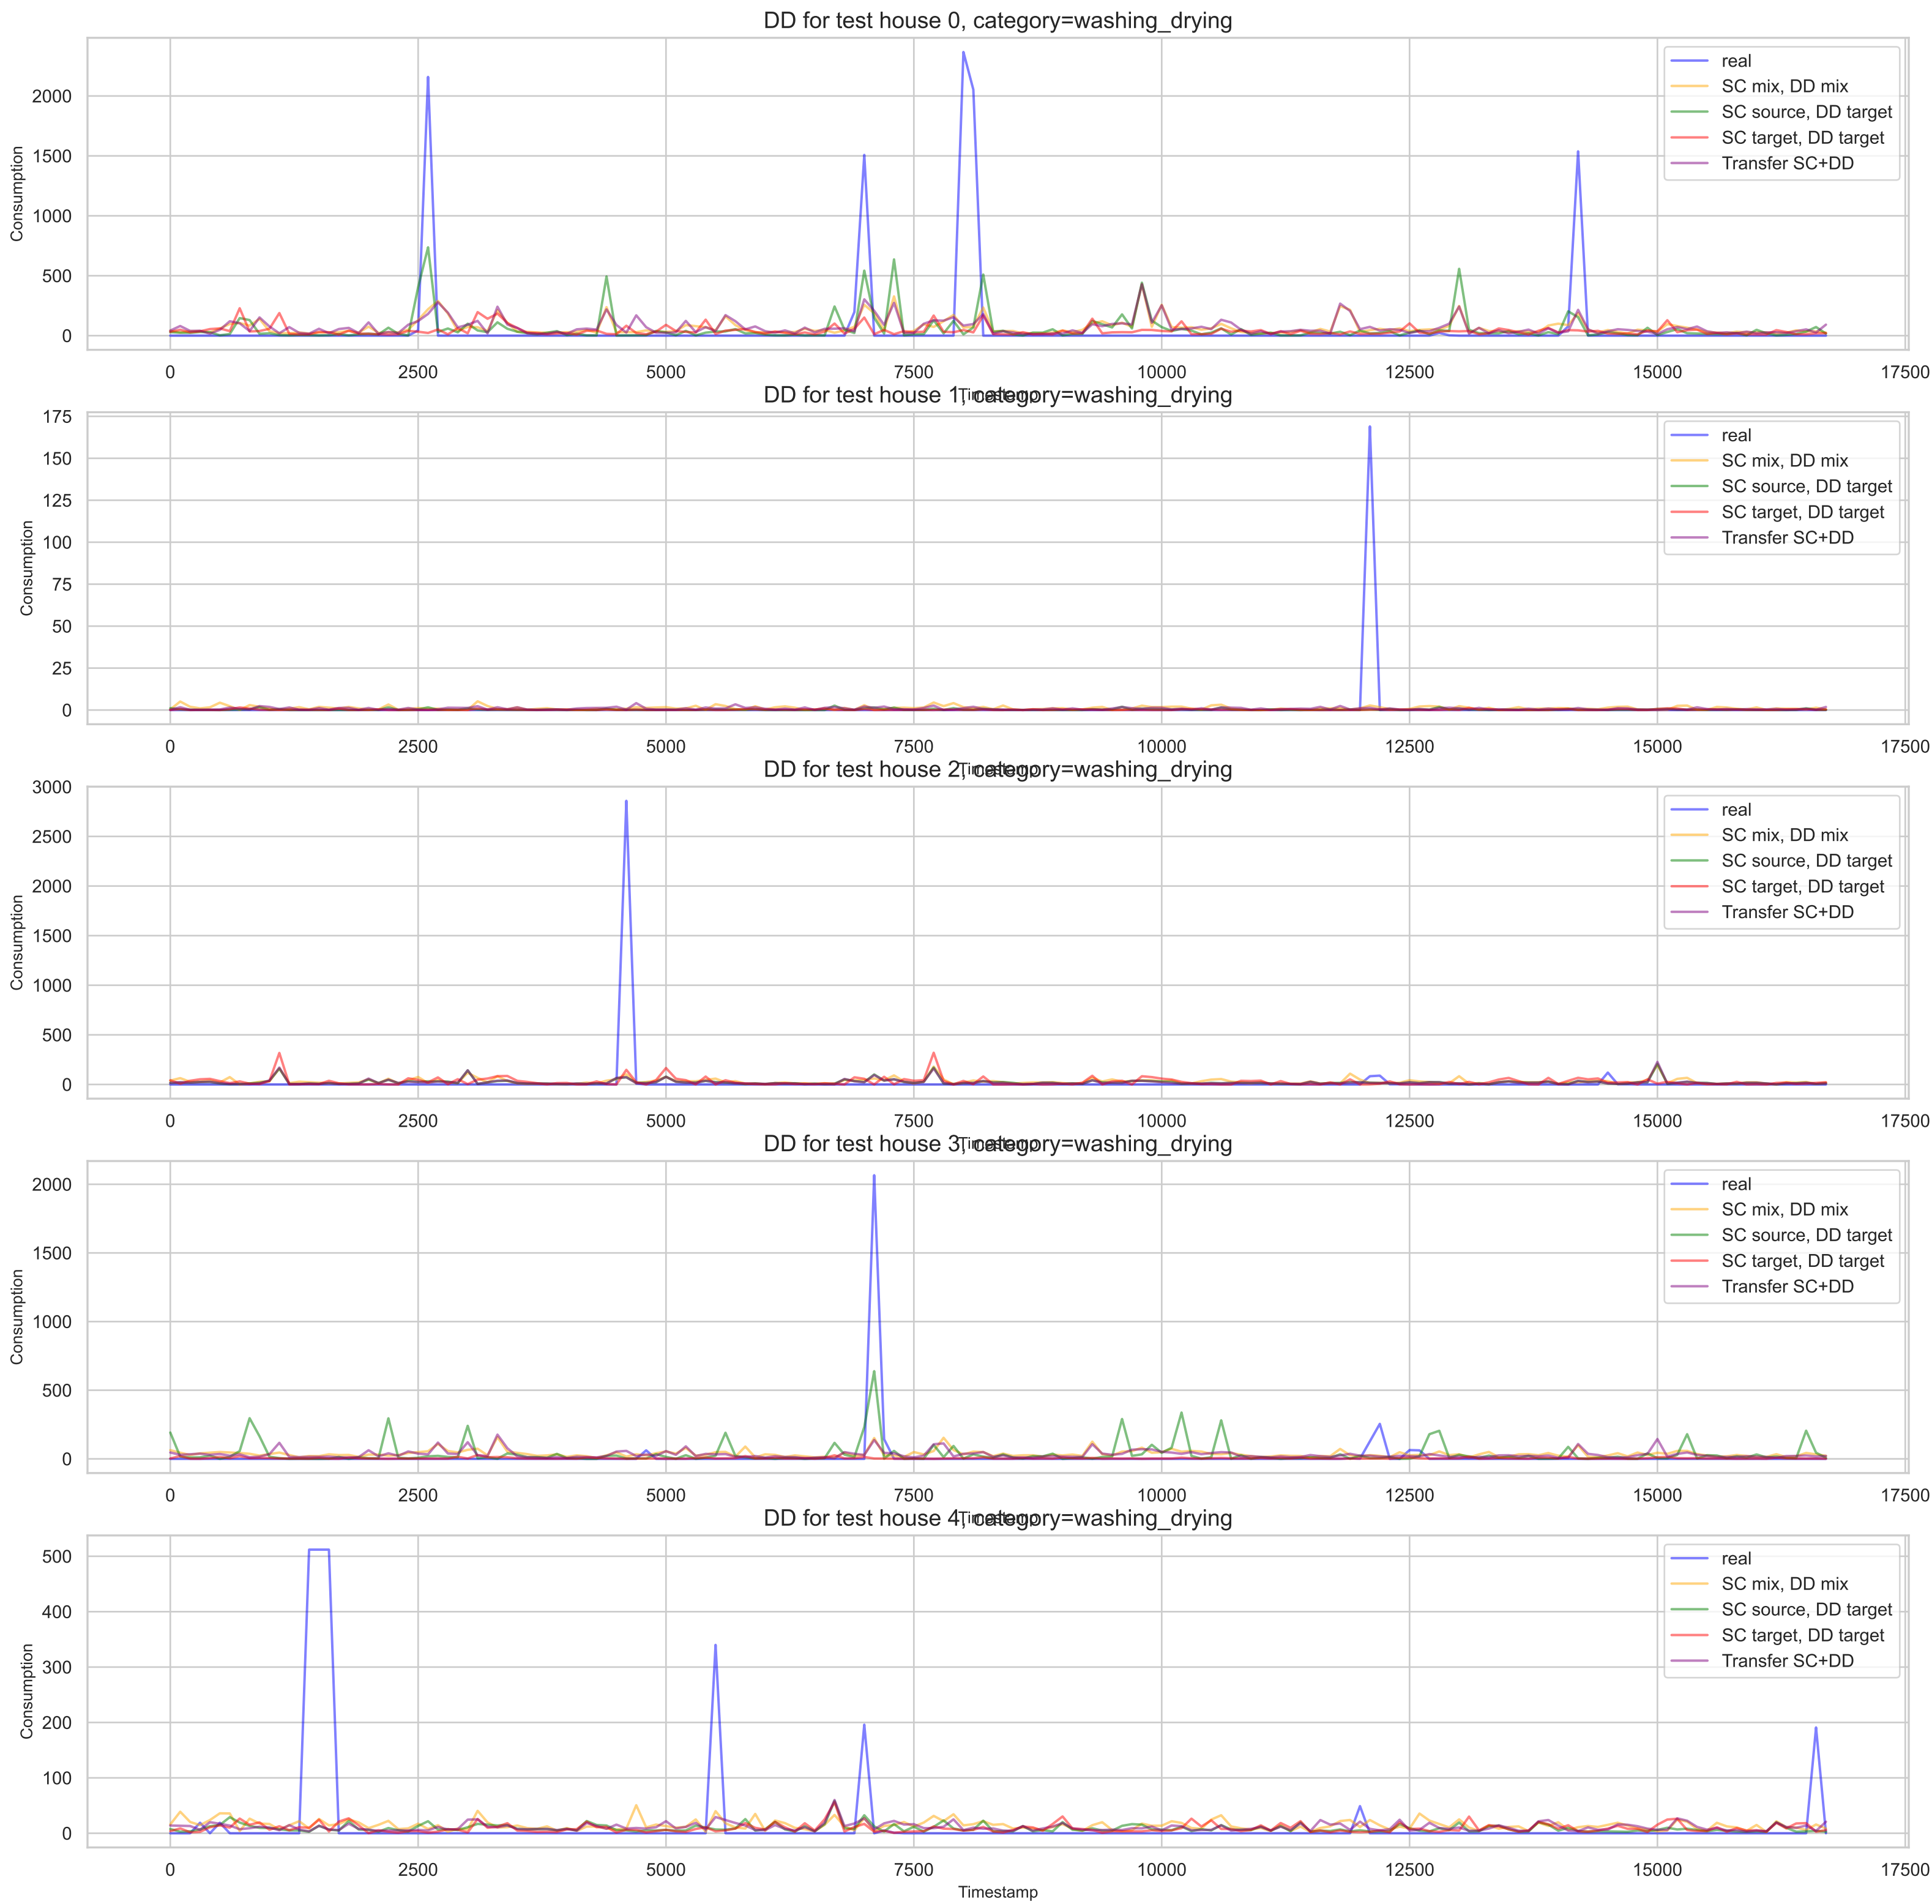 DD for test house 0, category=washing_drying
Consumption
2000
1500
1000
500
0
real
SC mix, DD mix
SC source, DD target
SC target, DD target
Transfer SC+DD
0 2500 5000 7500 10000 12500 15000 17500
Timestamp
DD for test house 1, category=washing_drying
Consumption
175
150
125
100
75
50
25
0
real
SC mix, DD mix
SC source, DD target
SC target, DD target
Transfer SC+DD
0 2500 5000 7500 10000 12500 15000 17500
Timestamp
DD for test house 2, category=washing_drying
Consumption
3000
2500
2000
1500
1000
500
0
real
SC mix, DD mix
SC source, DD target
SC target, DD target
Transfer SC+DD
0 2500 5000 7500 10000 12500 15000 17500
Timestamp
DD for test house 3, category=washing_drying
Consumption
2000
1500
1000
500
0
real
SC mix, DD mix
SC source, DD target
SC target, DD target
Transfer SC+DD
0 2500 5000 7500 10000 12500 15000 17500
Timestamp
DD for test house 4, category=washing_drying
Consumption
500
400
300
200
100
0
real
SC mix, DD mix
SC source, DD target
SC target, DD target
Transfer SC+DD
0 2500 5000 7500 10000 12500 15000 17500
Timestamp